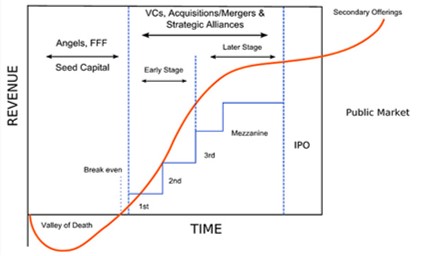 VCs, Acquisitions/Mergers &
Strategic Alliances
Secondary Offerings
Angels, FFF
Seed Capital
Later Stage
Early Stage
REVENUE
Public Market
Mezzanine
IPO
3rd
Break even
2nd
1st
Valley of Death
TIME